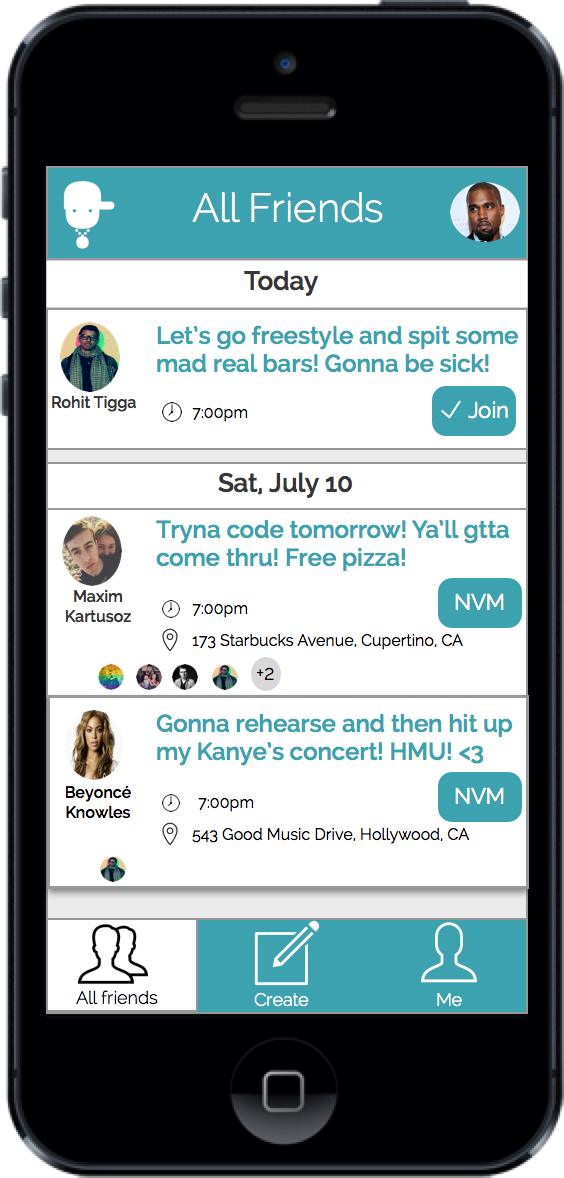 All Friends
Today
Let's go freestyle and spit some
mad real bars! Gonna be sick!
Rohit Tigga
7:00pm
Join
Sat, July 10
Tryna code tomorrow! Ya'll gtta
come thru! Free pizza!
Maxim
Kartusoz
7:00pm
NVM
173 Starbucks Avenue, Cupertino, CA
+2
Gonna rehearse and then hit up
my Kanye's concert! HMU! <3
Beyoncé
Knowles
7:00pm
NVM
543 Good Music Drive, Hollywood, CA
All friends
Create
Me